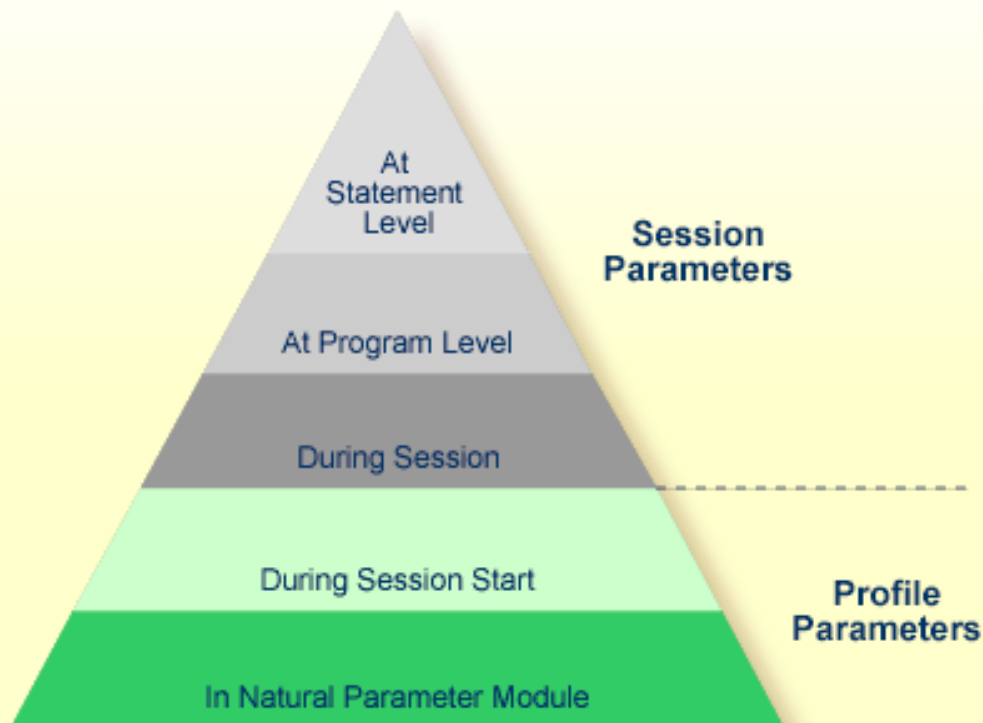 At
Statement
Level
Session
Parameters
At Program Level
During Session
During Session Start
Profile
Parameters
In Natural Parameter Module